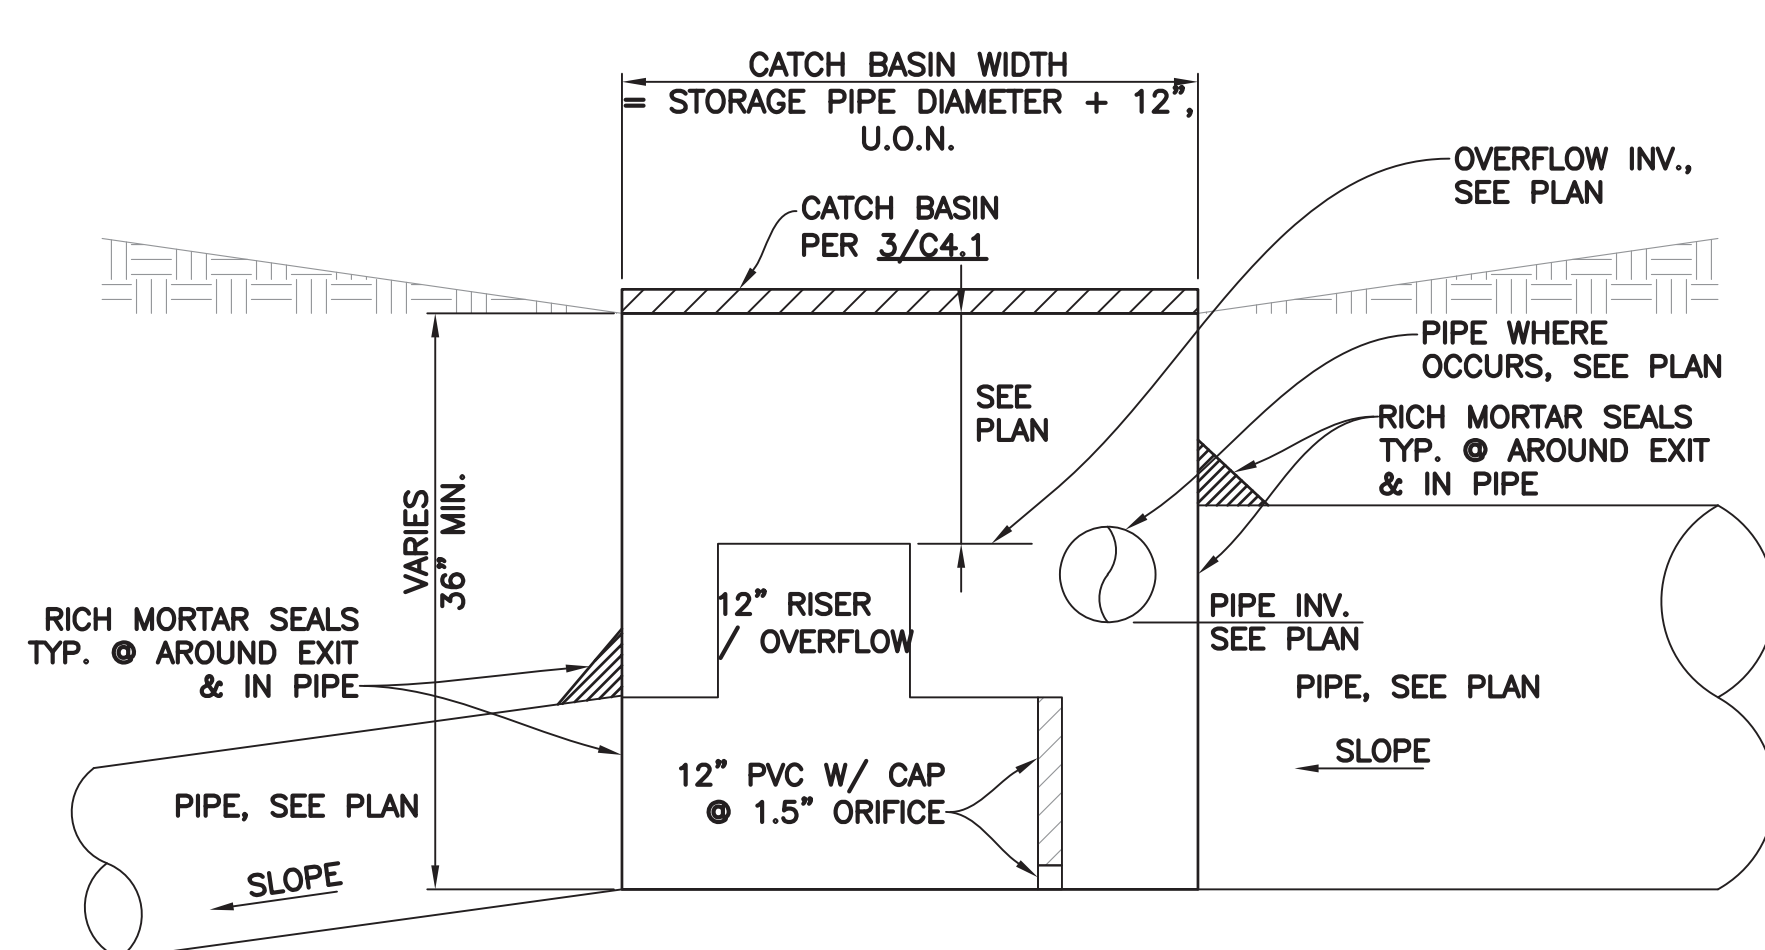 CATCH BASIN WIDTH
= STORAGE PIPE DIAMETER + 12",
U.O.N.
OVERFLOW INV.,
SEE PLAN
CATCH BASIN
PER 3/C4.1
PIPE WHERE
OCCURS, SEE PLAN
SEE
PLAN
RICH MORTAR SEALS
TYP. @ AROUND EXIT
& IN PIPE
VARIES
36" MIN.
12" RISER
/ OVERFLOW
PIPE INV.
SEE PLAN
RICH MORTAR SEALS
TYP. @ AROUND EXIT
& IN PIPE
PIPE, SEE PLAN
SLOPE
12" PVC W/ CAP
@ 1.5" ORIFICE
PIPE, SEE PLAN
SLOPE